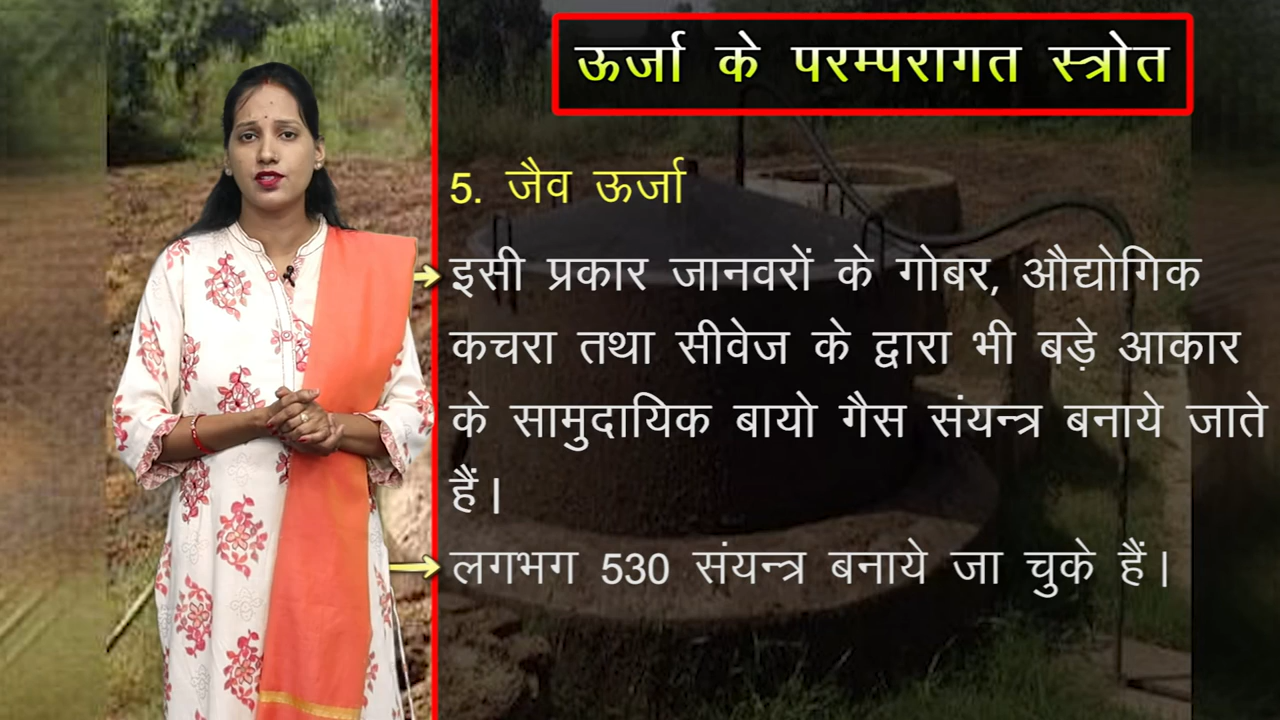 ऊर्जा के परम्परागत स्त्रोत
5. जैव ऊर्जा
इसी प्रकार जानवरों के गोबर, औद्योगिक
कचरा तथा सीवेज के द्वारा भी बड़े आकार
के सामुदायिक बायो गैस संयन्त्र बनाये जाते
हैं।
लगभग 530 संयन्त्र बनाये जा चुके हैं।